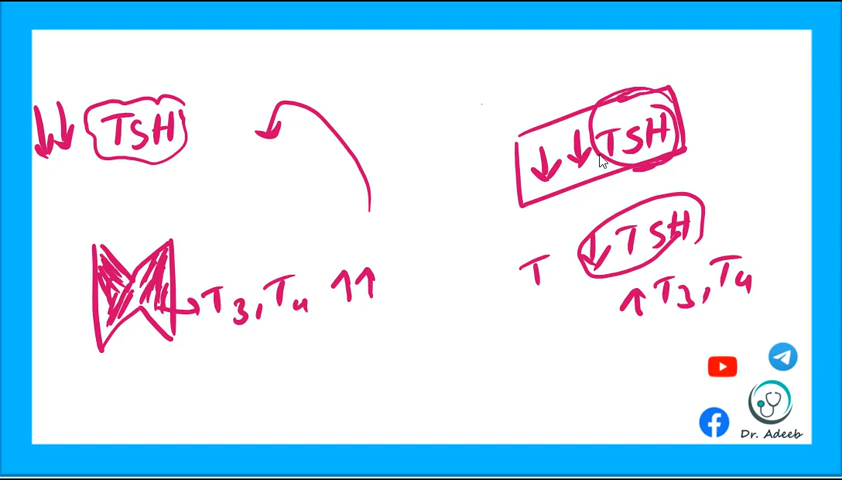 ↓↓ TSH
T3, T4 ↑↑
↓↓ TSH
T ↓ TSH
↑ T3, T4
Dr. Adeeb